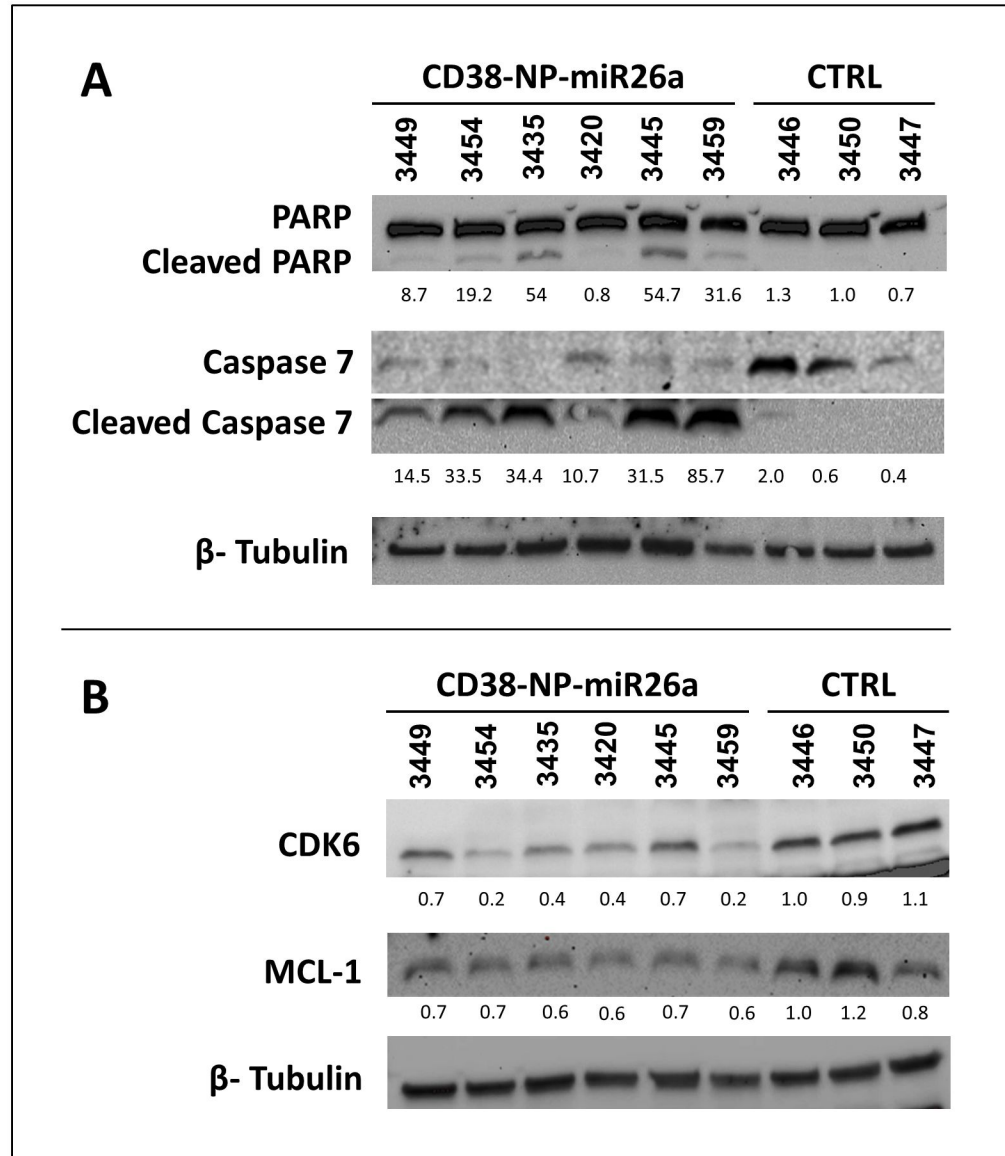 A
CD38-NP-miR26a CTRL
3449 3454 3435 3420 3445 3459 3446 3450 3447
PARP
Cleaved PARP
8.7 19.2 54 0.8 54.7 31.6 1.3 1.0 0.7
Caspase 7
Cleaved Caspase 7
14.5 33.5 34.4 10.7 31.5 85.7 2.0 0.6 0.4
β- Tubulin
B
CD38-NP-miR26a CTRL
3449 3454 3435 3420 3445 3459 3446 3450 3447
CDK6
0.7 0.2 0.4 0.4 0.7 0.2 1.0 0.9 1.1
MCL-1
0.7 0.7 0.6 0.6 0.7 0.6 1.0 1.2 0.8
β- Tubulin